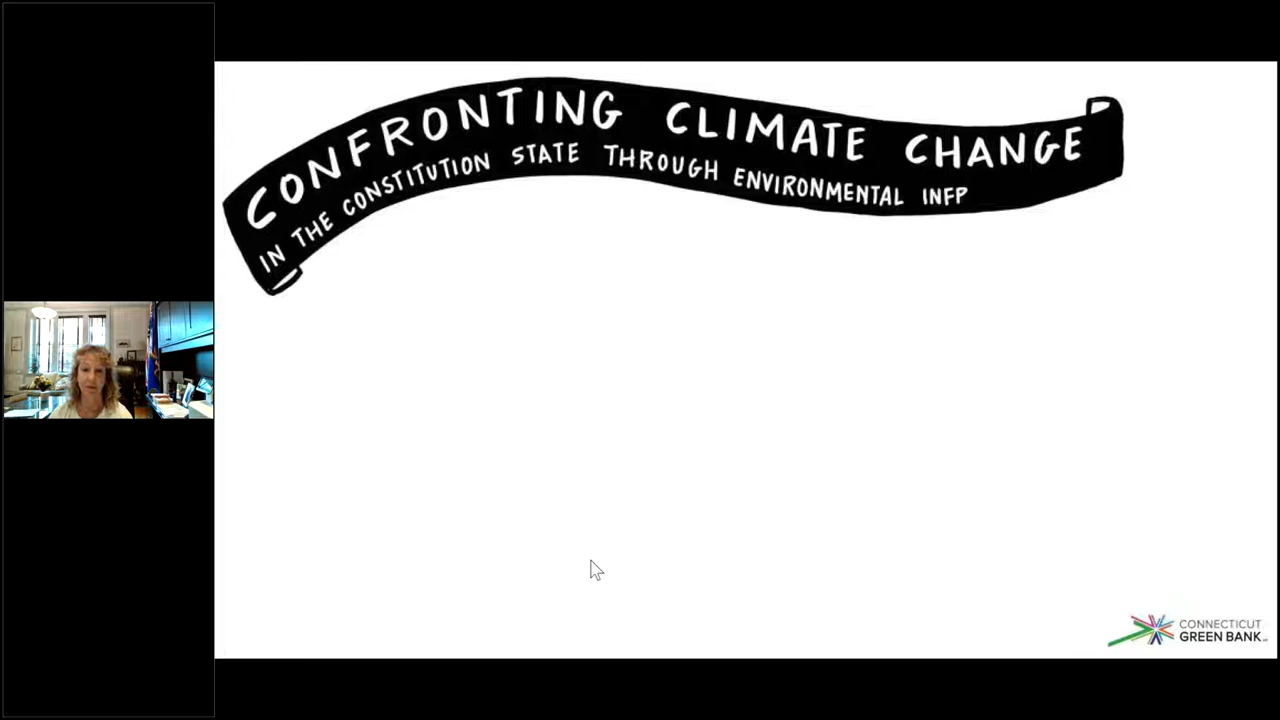 CONFRONTING CLIMATE CHANGE
IN THE CONSTITUTION STATE THROUGH ENVIRONMENTAL INFP
CONNECTICUT
GREEN BANK